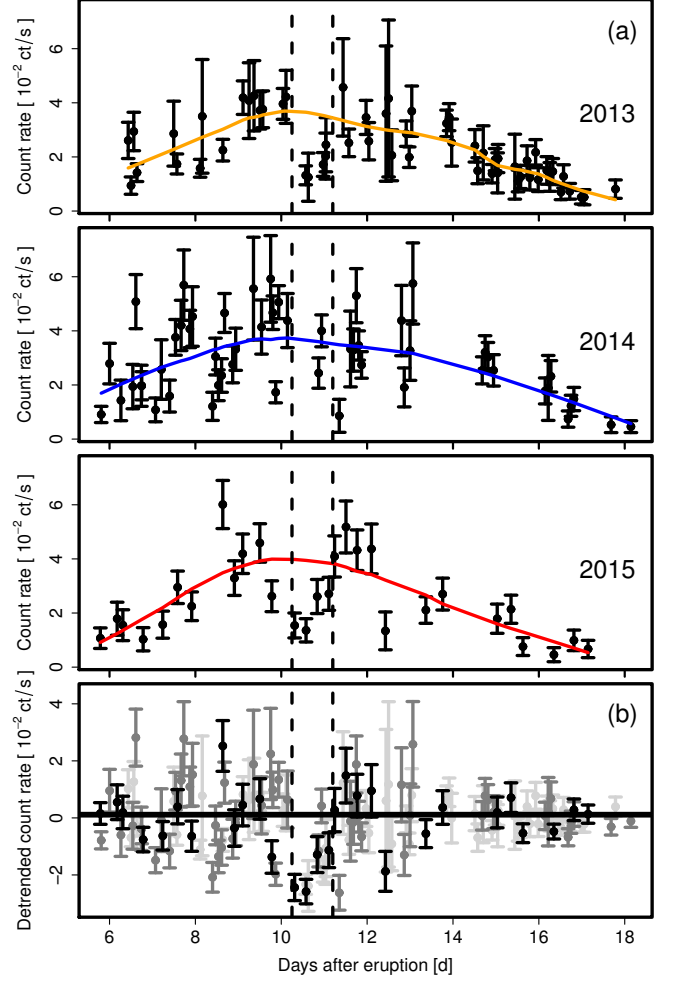 (a)
2013
Count rate [ 10⁻² ct/s ]
0 2 4 6
2014
Count rate [ 10⁻² ct/s ]
0 2 4 6
2015
Count rate [ 10⁻² ct/s ]
0 2 4 6
(b)
Detrended count rate [ 10⁻² ct/s ]
−2 0 2 4
6 8 10 12 14 16 18
Days after eruption [d]